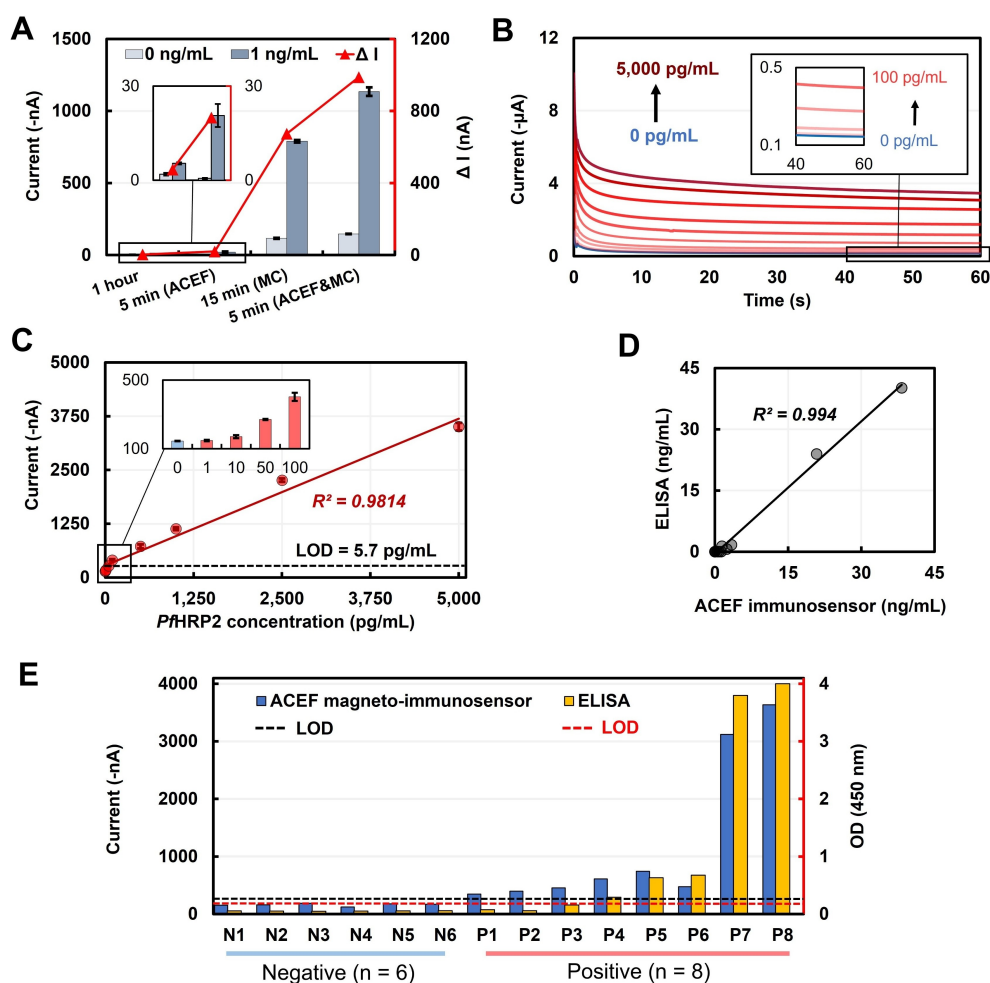 A
1500
1200
0 ng/mL
1 ng/mL
Δ I
30
30
1000
800
500
400
0
0
0
0
Current (-nA)
Δ I (nA)
1 hour
5 min (ACEF)
15 min (MC)
5 min (ACEF&MC)
B
12
8
4
0
Current (-µA)
5,000 pg/mL
0 pg/mL
0.5
0.1
40
60
100 pg/mL
0 pg/mL
0
10
20
30
40
50
60
Time (s)
C
5000
3750
2500
1250
0
Current (-nA)
500
100
0
1
10
50
100
R² = 0.9814
LOD = 5.7 pg/mL
0
1,250
2,500
3,750
5,000
PfHRP2 concentration (pg/mL)
D
45
30
15
0
ELISA (ng/mL)
R² = 0.994
0
15
30
45
ACEF immunosensor (ng/mL)
E
4000
3000
2000
1000
0
Current (-nA)
ACEF magneto-immunosensor
ELISA
LOD
LOD
4
3
2
1
0
OD (450 nm)
N1 N2 N3 N4 N5 N6 P1 P2 P3 P4 P5 P6 P7 P8
Negative (n = 6)
Positive (n = 8)